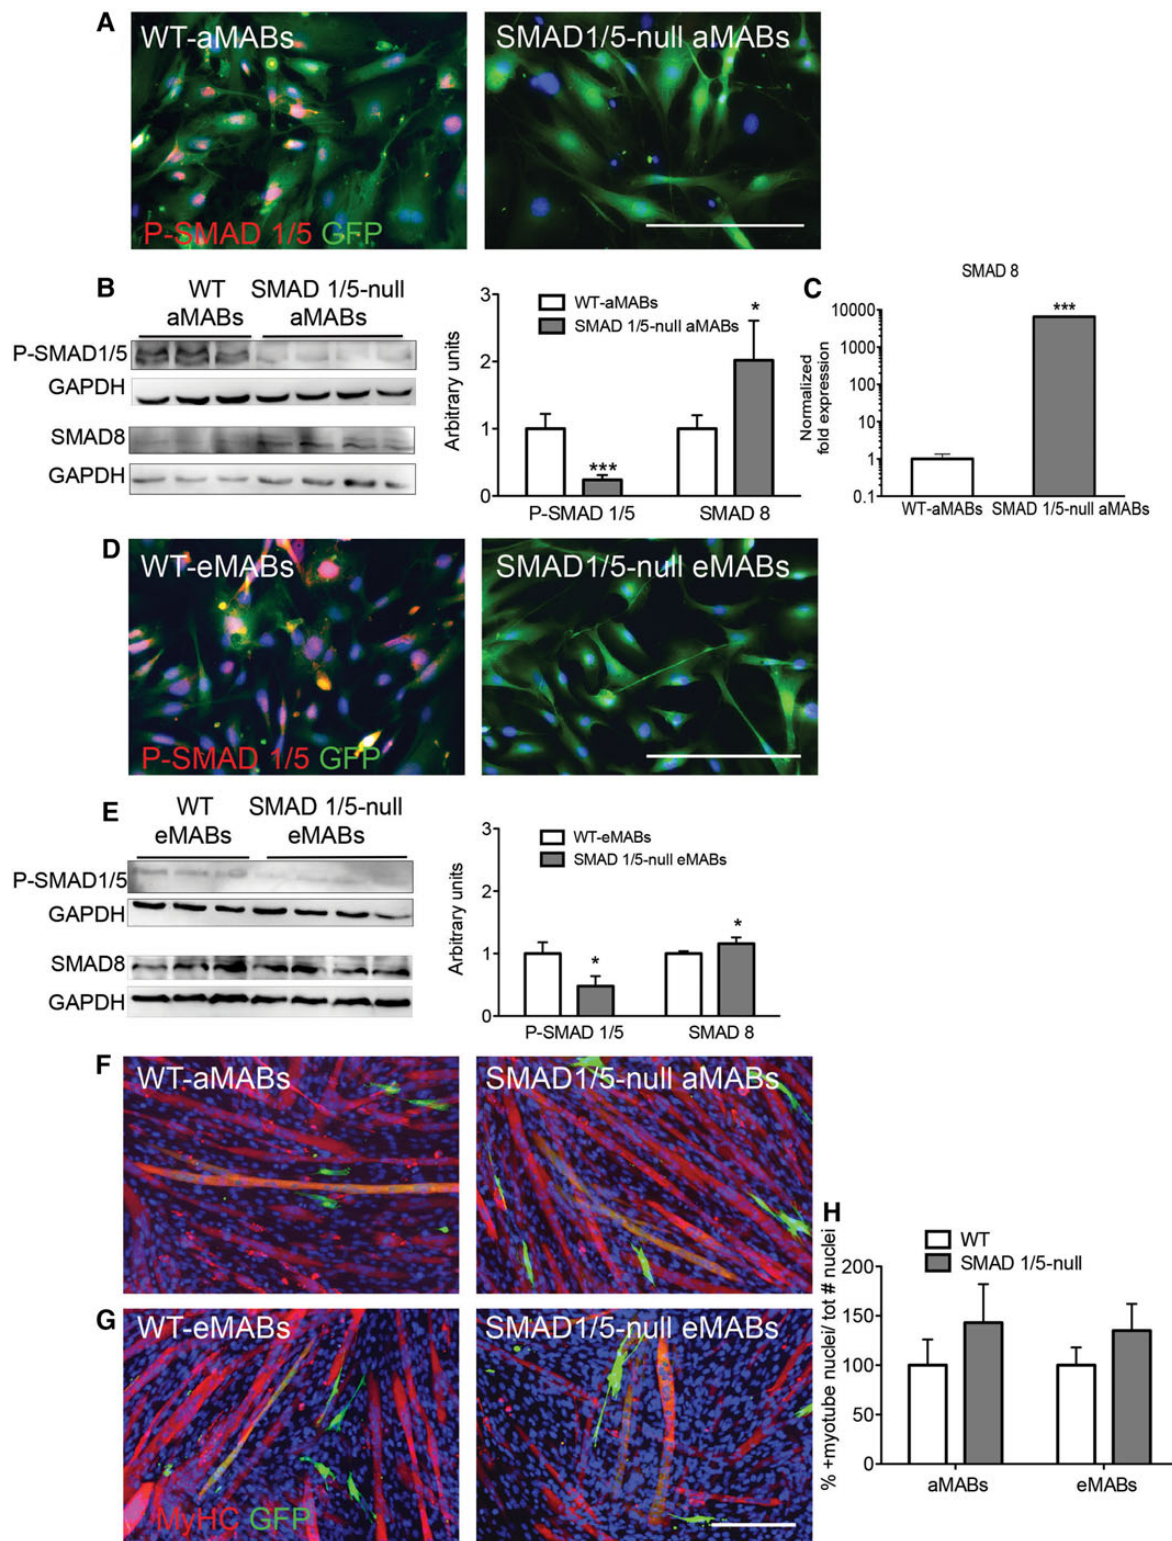 A
WT-aMABs
SMAD1/5-null aMABs
P-SMAD 1/5 GFP
B
WT
aMABs
SMAD 1/5-null
aMABs
P-SMAD1/5
GAPDH
SMAD8
GAPDH
3
2
1
0
Arbitrary units
WT-aMABs
SMAD 1/5-null aMABs
***
*
P-SMAD 1/5
SMAD 8
C
SMAD 8
10000
1000
100
10
1
0.1
Normalized
fold expression
***
WT-aMABs
SMAD 1/5-null aMABs
D
WT-eMABs
SMAD1/5-null eMABs
P-SMAD 1/5 GFP
E
WT
eMABs
SMAD 1/5-null
eMABs
P-SMAD1/5
GAPDH
SMAD8
GAPDH
3
2
1
0
Arbitrary units
WT-eMABs
SMAD 1/5-null eMABs
*
*
P-SMAD 1/5
SMAD 8
F
WT-aMABs
SMAD1/5-null aMABs
G
WT-eMABs
SMAD1/5-null eMABs
MyHC GFP
H
WT
SMAD 1/5-null
200
150
100
50
0
% +myotube nuclei/ tot # nuclei
aMABs
eMABs